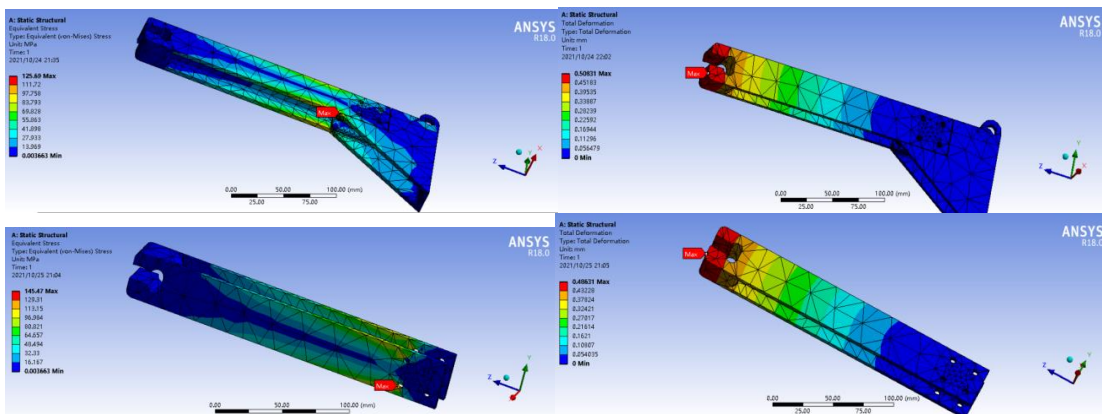 A: Static Structural
Equivalent Stress
Type: Equivalent (von-Mises) Stress
Unit: MPa
Time: 1
2021/10/24 21:35
125.69 Max
111.72
97.758
83.793
69.828
55.863
41.898
27.933
13.969
0.003663 Min
Max
ANSYS
R18.0
Y
X
Z
0.00 50.00 100.00 (mm)
25.00 75.00
A: Static Structural
Total Deformation
Type: Total Deformation
Unit: mm
Time: 1
2021/10/24 22:02
0.50831 Max
0.45183
0.39535
0.33887
0.28239
0.22592
0.16944
0.11296
0.056479
0 Min
Max
ANSYS
R18.0
Y
Z
0.00 50.00 100.00 (mm)
25.00 75.00
A: Static Structural
Equivalent Stress
Type: Equivalent (von-Mises) Stress
Unit: MPa
Time: 1
2021/10/25 21:04
145.47 Max
129.31
113.15
96.984
80.821
64.657
48.494
32.33
16.167
0.003663 Min
Max
ANSYS
R18.0
Y
Z
0.00 50.00 100.00 (mm)
A: Static Structural
Total Deformation
Type: Total Deformation
Unit: mm
Time: 1
2021/10/25 21:05
0.48631 Max
0.43228
0.37824
0.32421
0.27017
0.21614
0.1621
0.10807
0.054035
0 Min
Max
ANSYS
R18.0
Y
Z
0.00 50.00 100.00 (mm)
25.00 75.00